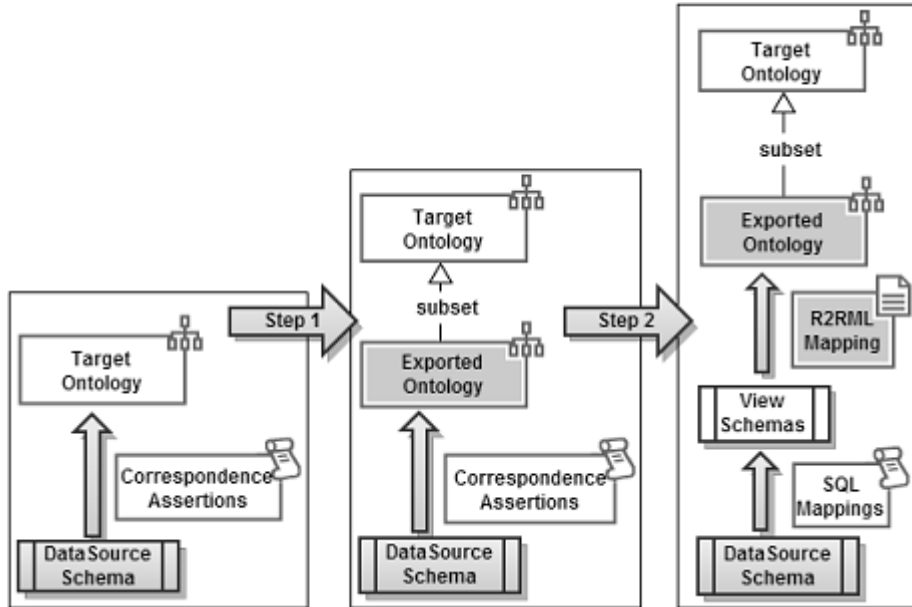 Target
Ontology
Correspondence
Assertions
DataSource
Schema
Step 1
Target
Ontology
subset
Exported
Ontology
Correspondence
Assertions
DataSource
Schema
Step 2
Target
Ontology
subset
Exported
Ontology
R2RML
Mapping
View
Schemas
SQL
Mappings
DataSource
Schema